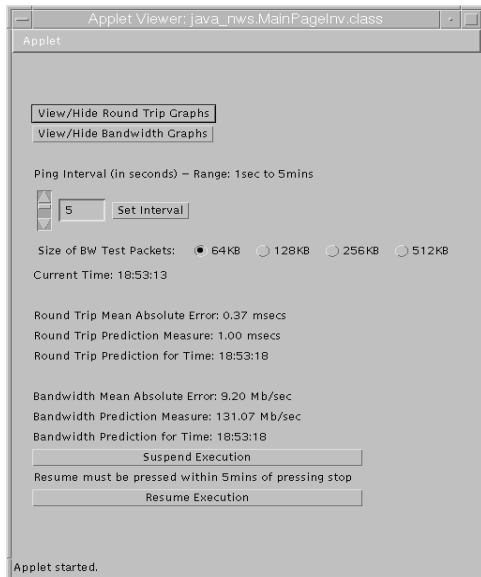 Applet Viewer: java_nws.MainPageInv.class
Applet
View/Hide Round Trip Graphs
View/Hide Bandwidth Graphs
Ping Interval (in seconds) – Range: 1sec to 5mins
5 Set Interval
Size of BW Test Packets: 64KB 128KB 256KB 512KB
Current Time: 18:53:13
Round Trip Mean Absolute Error: 0.37 msecs
Round Trip Prediction Measure: 1.00 msecs
Round Trip Prediction for Time: 18:53:18
Bandwidth Mean Absolute Error: 9.20 Mb/sec
Bandwidth Prediction Measure: 131.07 Mb/sec
Bandwidth Prediction for Time: 18:53:18
Suspend Execution
Resume must be pressed within 5mins of pressing stop
Resume Execution
Applet started.